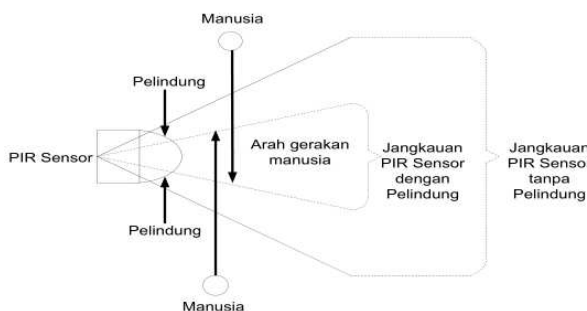 Manusia
Pelindung
PIR Sensor
Arah gerakan
manusia
Jangkauan
PIR Sensor
dengan
Pelindung
Jangkauan
PIR Senso
tanpa
Pelindung
Pelindung
Manusia